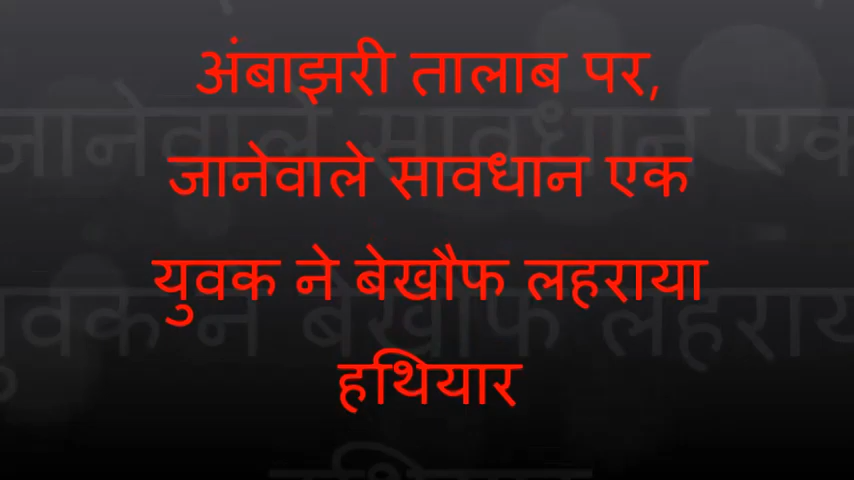 अंबाझरी तालाब पर,
जानेवाले सावधान एक
युवक ने बेखौफ लहराया
हथियार